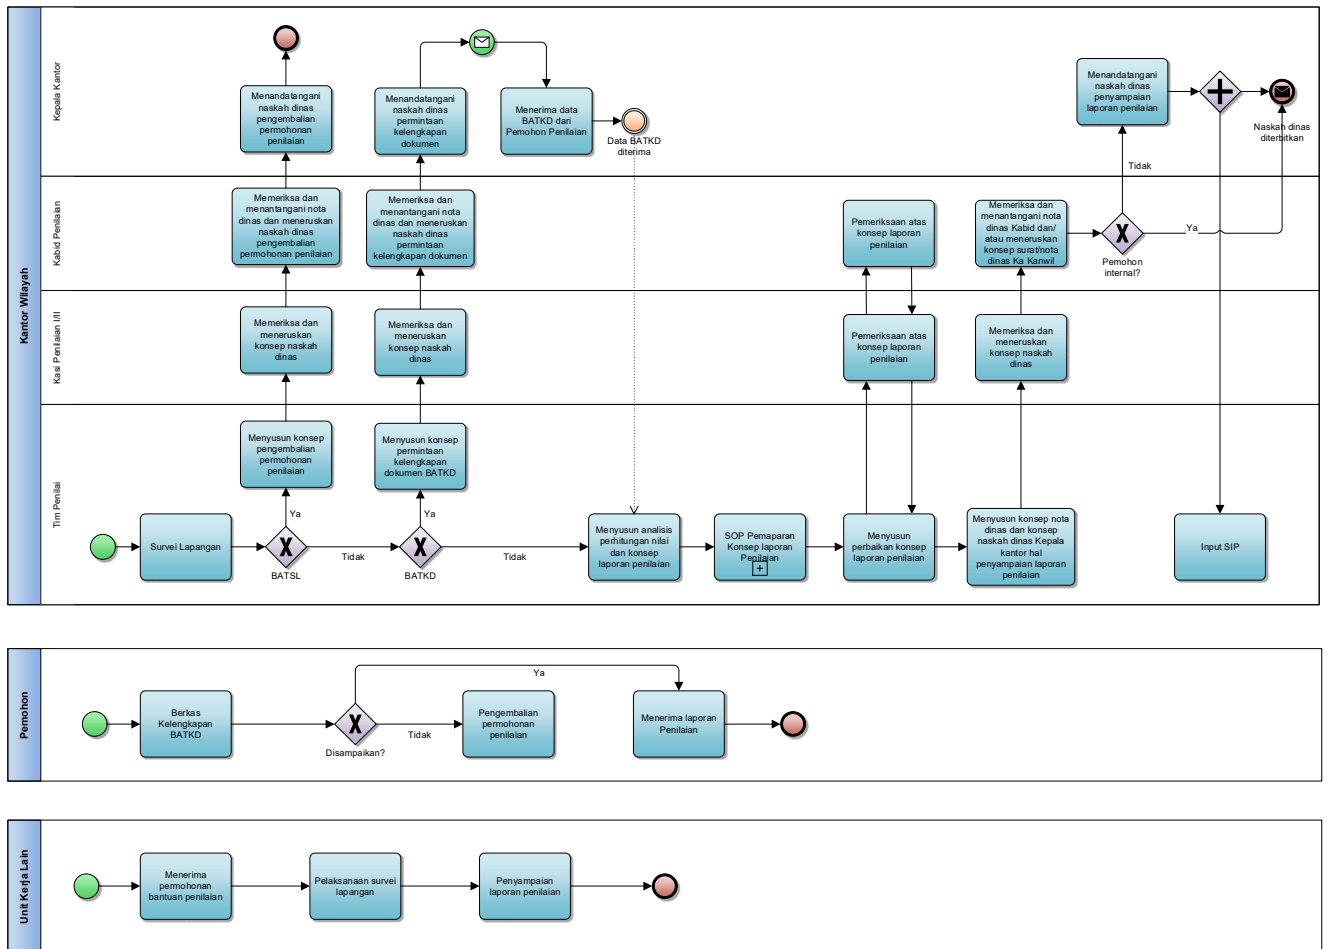 Kantor Wilayah
Kepala Kantor
Menandatangani
naskah dinas
pengembalian
permohonan
penilaian
Menandatangani
naskah dinas
permintaan
kelengkapan
dokumen
Menerima data
BATKD dari
Pemohon Penilaian
Data BATKD
diterima
Menandatangani
naskah dinas
penyampaian
laporan penilaian
Naskah dinas
diterbitkan
Tidak
Kabid Penilaian
Memeriksa dan
menantangani nota
dinas dan meneruskan
naskah dinas
pengembalian
permohonan penilaian
Memeriksa dan
menantangani nota
dinas dan meneruskan
naskah dinas
permintaan
kelengkapan dokumen
Pemeriksaan atas
konsep laporan
penilaian
Memeriksa dan
menantangani nota
dinas Kabid dan/
atau meneruskan
konsep surat/nota
dinas Ka Kanwil
Pemohon
internal?
Ya
Kasi Penilaian I/II
Memeriksa dan
meneruskan
konsep naskah
dinas
Memeriksa dan
meneruskan
konsep naskah
dinas
Pemeriksaan atas
konsep laporan
penilaian
Memeriksa dan
meneruskan
konsep naskah
dinas
Tim Penilai
Menyusun konsep
pengembalian
permohonan
penilaian
Menyusun konsep
permintaan
kelengkapan
dokumen BATKD
Ya
Ya
Survei Lapangan
BATSL
Tidak
BATKD
Tidak
Menyusun analisis
perhitungan nilai
dan konsep
laporan penilaian
SOP Pemaparan
Konsep laporan
Penilaian
Menyusun
perbaikan konsep
laporan penilaian
Menyusun konsep nota
dinas dan konsep
naskah dinas Kepala
kantor hal
penyampaian laporan
penilaian
Input SIP
Pemohon
Berkas
Kelengkapan
BATKD
Disampaikan?
Ya
Tidak
Pengembalian
permohonan
penilaian
Menerima laporan
Penilaian
Unit Kerja Lain
Menerima
permohonan
bantuan penilaian
Pelaksanaan survei
lapangan
Penyampaian
laporan penilaian